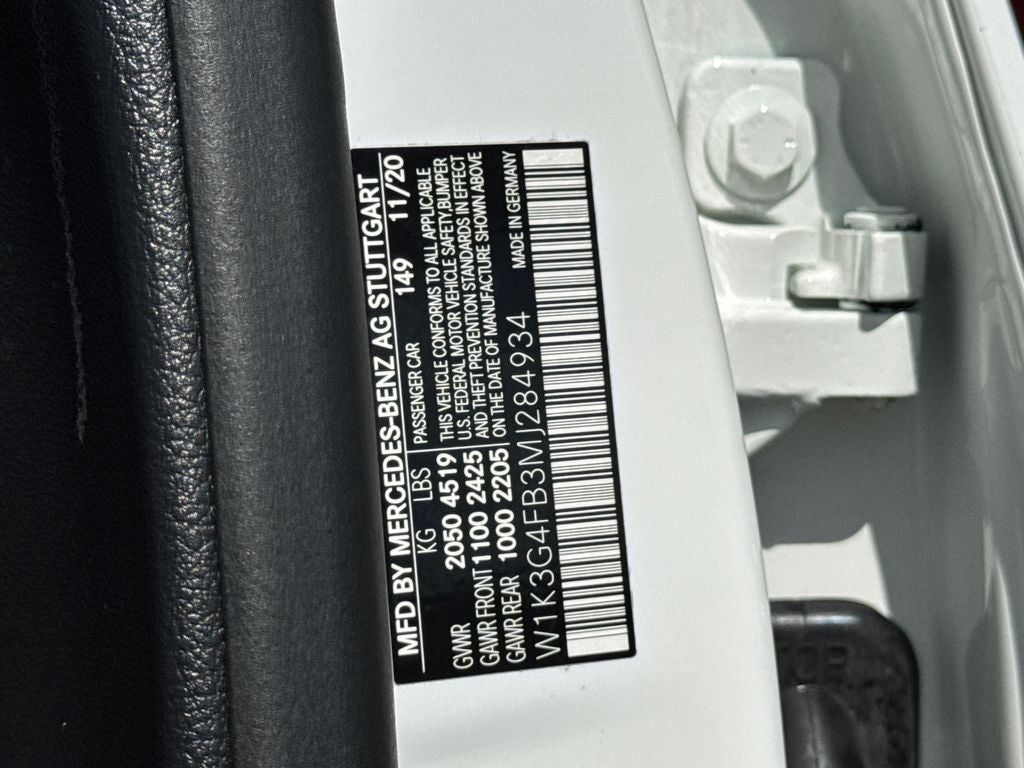 MFD BY MERCEDES-BENZ AG STUTTGART
KG LBS PASSENGER CAR 149 11/20
GVWR 2050 4519 THIS VEHICLE CONFORMS TO ALL APPLICABLE
U.S. FEDERAL MOTOR VEHICLE SAFETY,BUMPER
GAWR FRONT 1100 2425 AND THEFT PREVENTION STANDARDS IN EFFECT
GAWR REAR 1000 2205 ON THE DATE OF MANUFACTURE SHOWN ABOVE
W1K3G4FB3MJ284934 MADE IN GERMANY